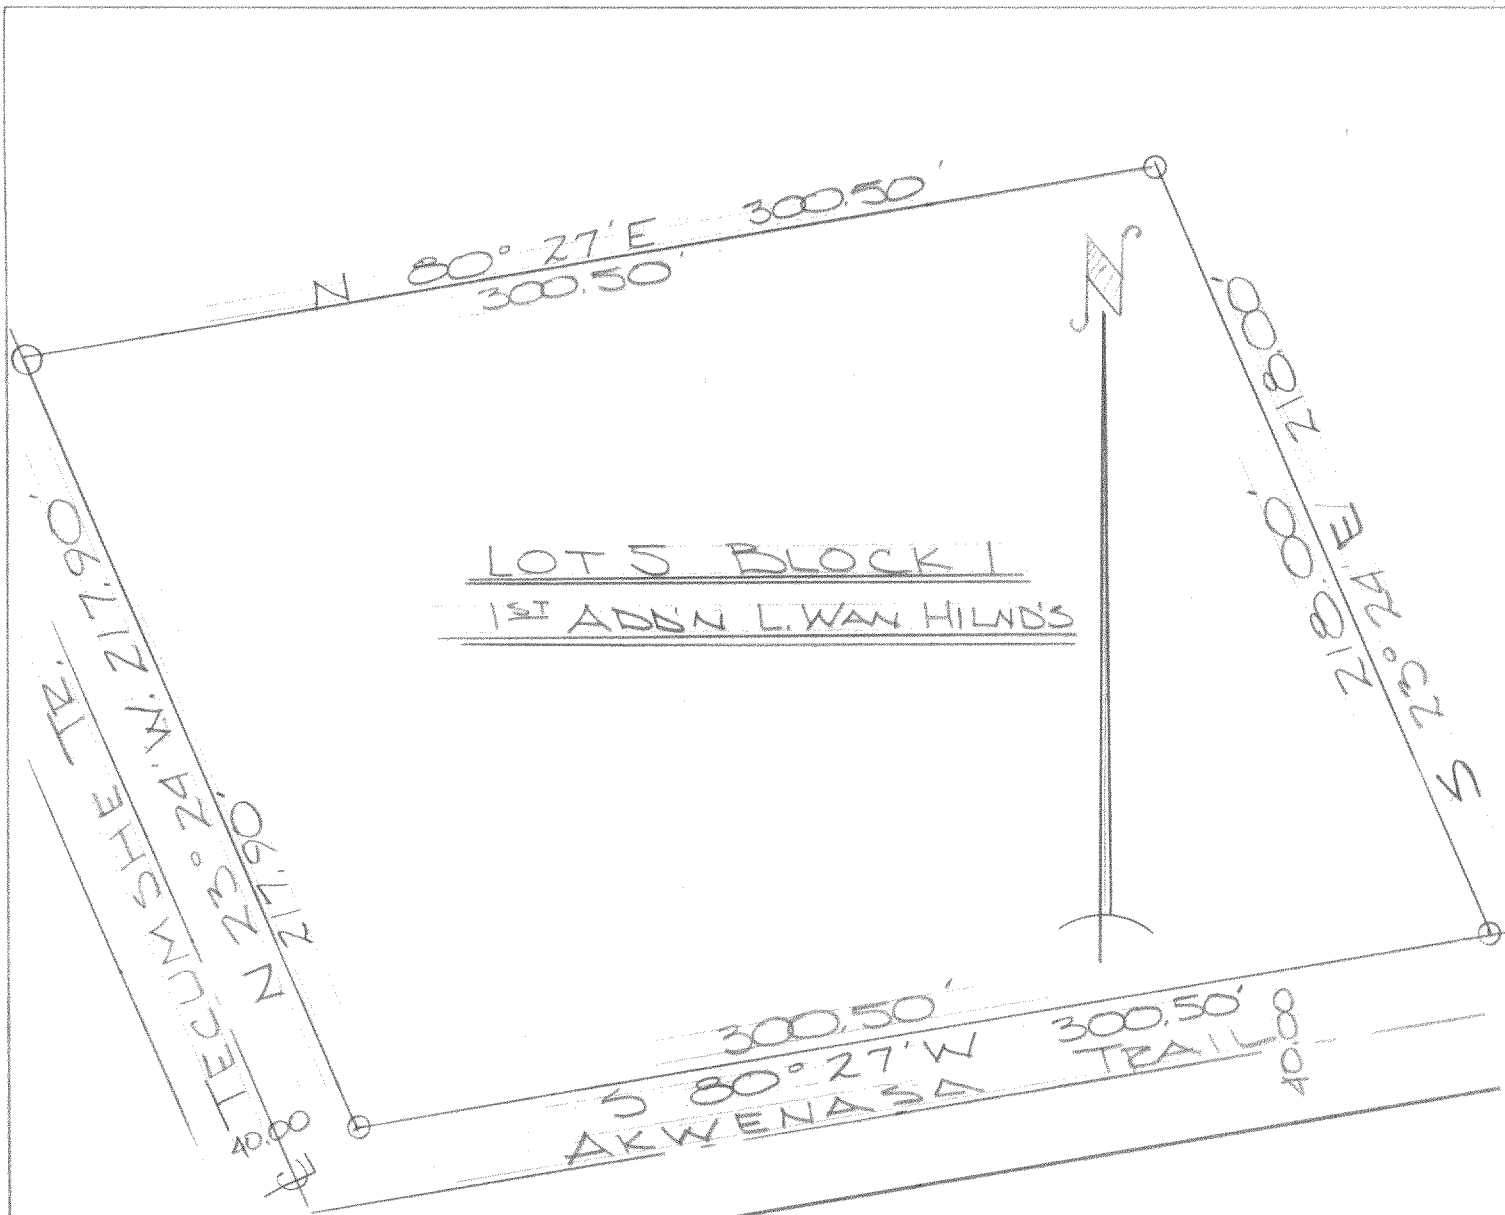 N 80° 27' E 300.50'
300.50'
N
218.00'
218.00'
S 23° 24' E
217.90'
N 23° 24' W. 217.90'
TECUMSHE TR.
LOT 5 BLOCK 1
1ST ADD'N L. WAN HILND'S
300.50'
S 80° 27' W 300.50'
AKWENASA TRAIL
40.00
40.00
℄